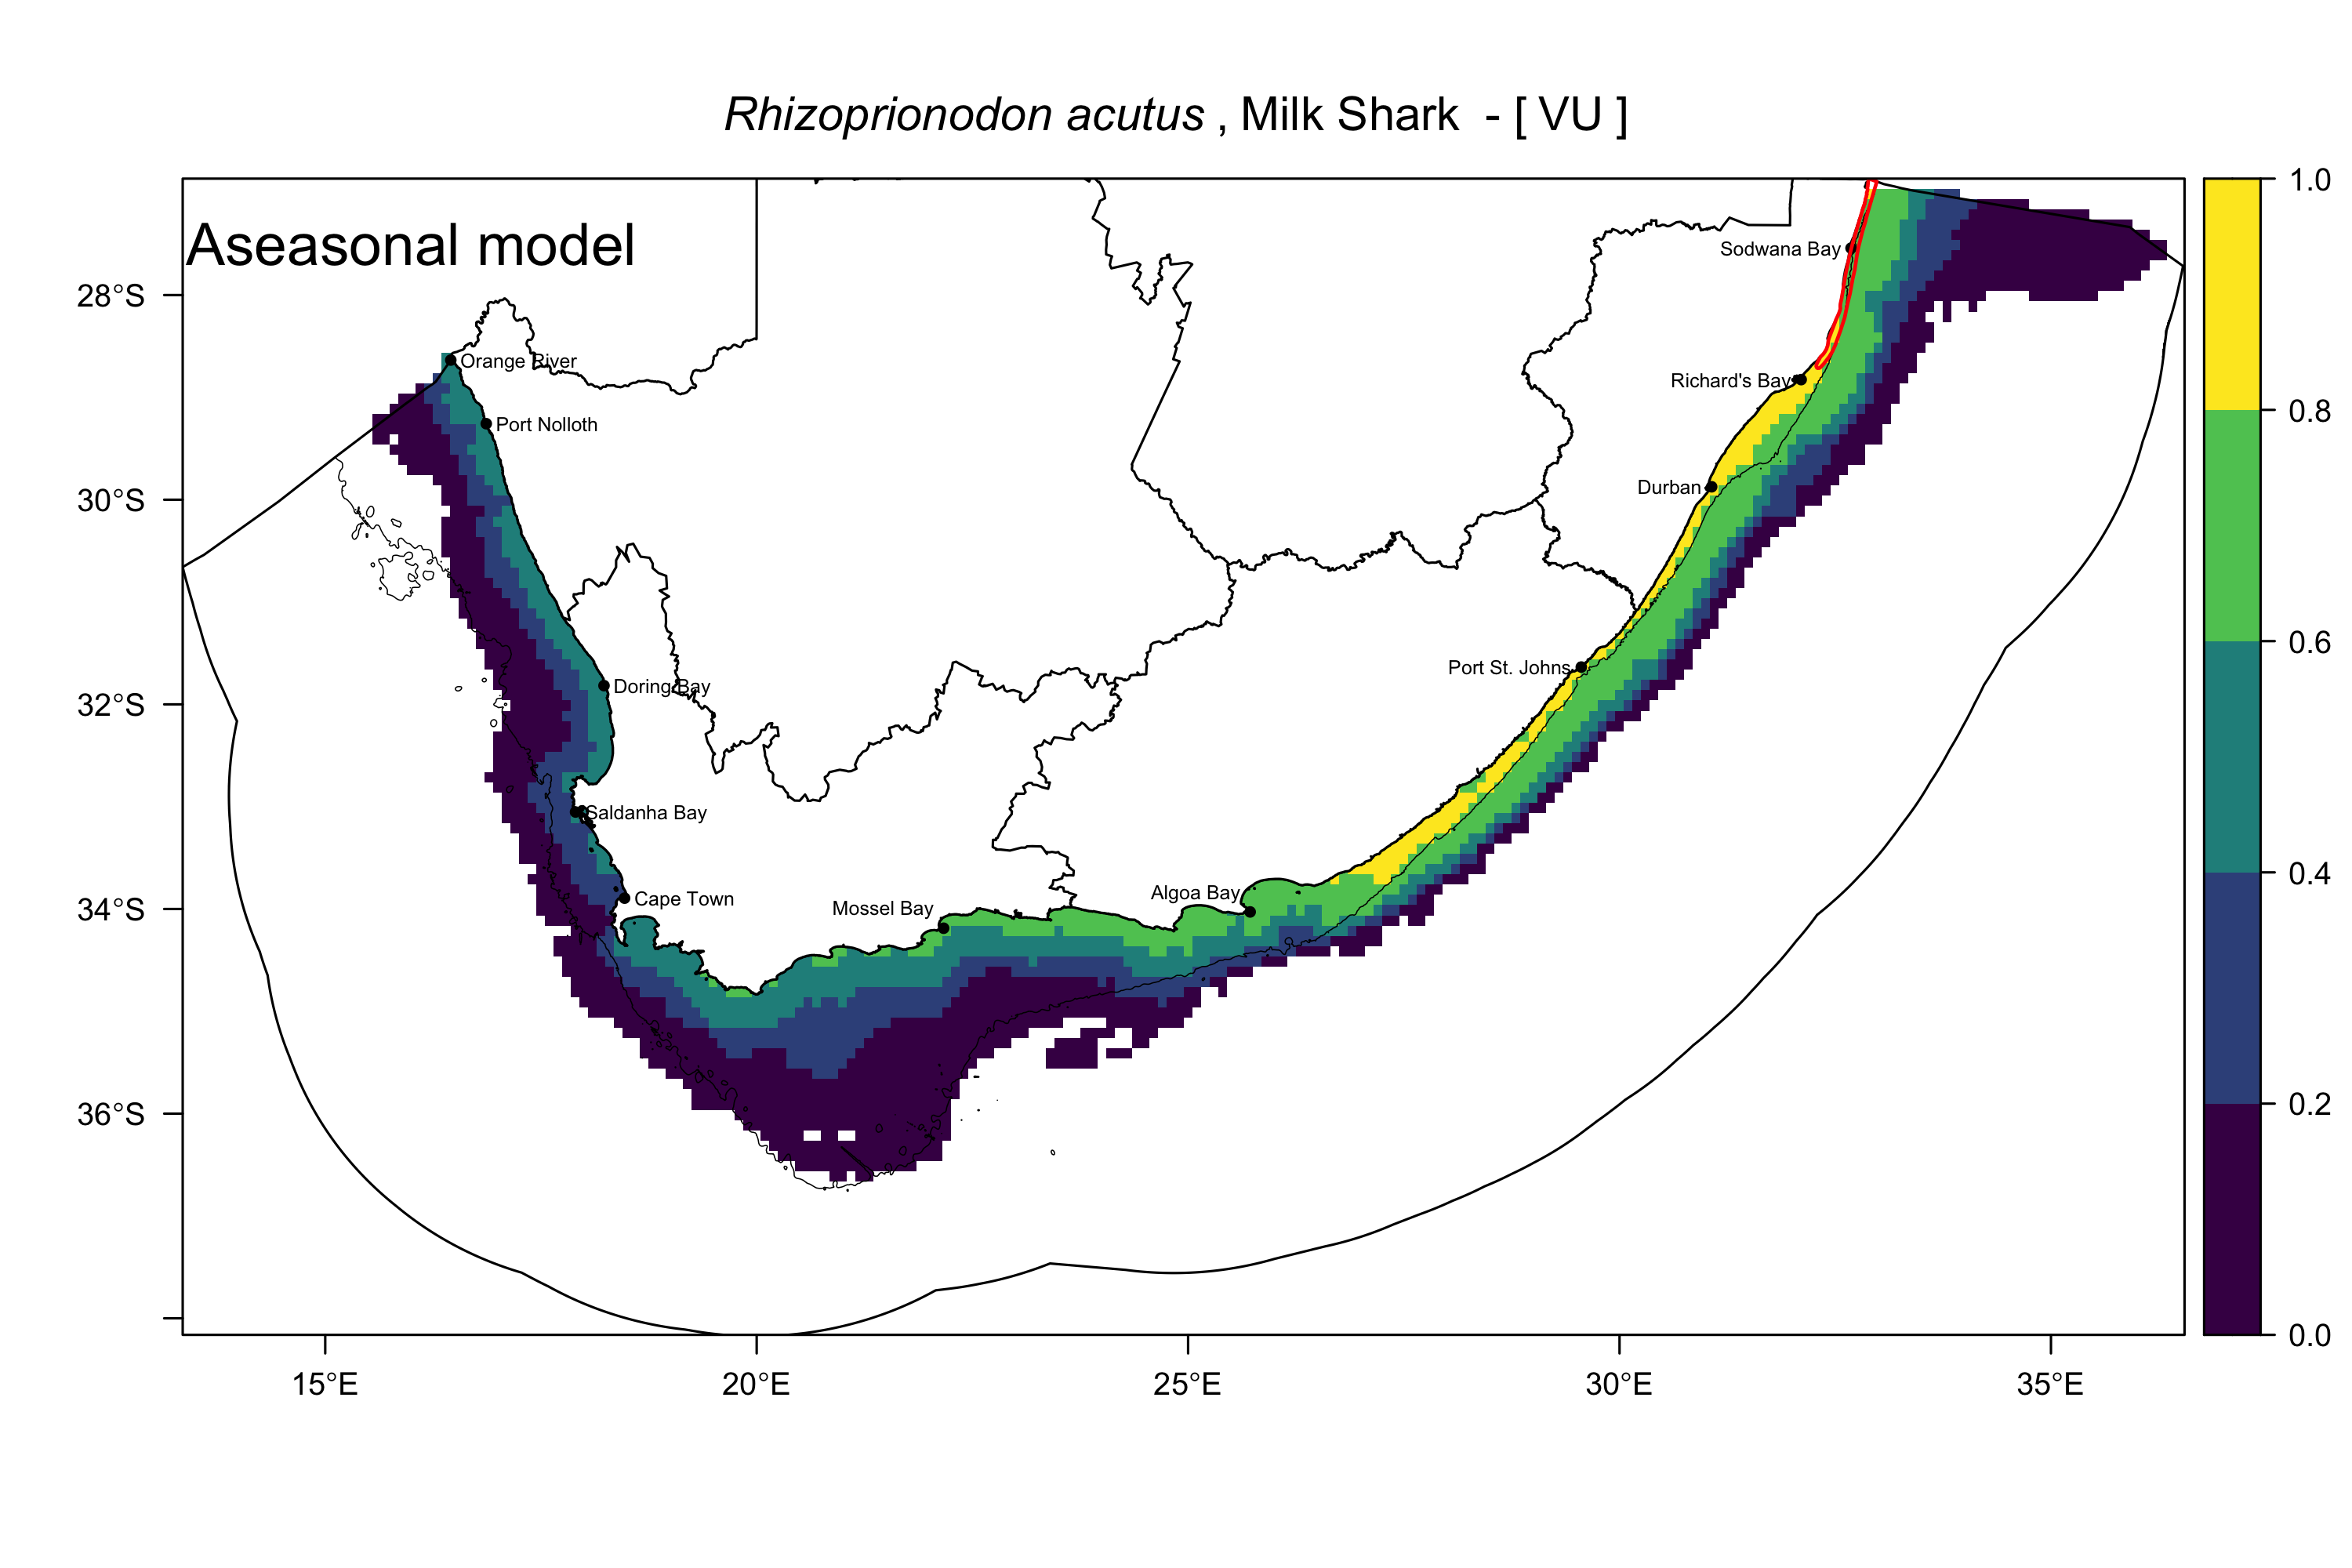 Rhizoprionodon acutus , Milk Shark - [ VU ]
Aseasonal model
1.0
0.8
0.6
0.4
0.2
0.0
28°S
30°S
32°S
34°S
36°S
Sodwana Bay
Orange River
Richard's Bay
Port Nolloth
Durban
Port St. Johns
Doring Bay
Saldanha Bay
Cape Town
Mossel Bay
Algoa Bay
15°E
20°E
25°E
30°E
35°E